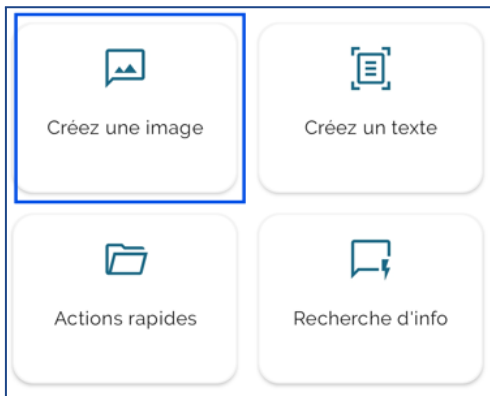 Créez une image
Créez un texte
Actions rapides
Recherche d'info